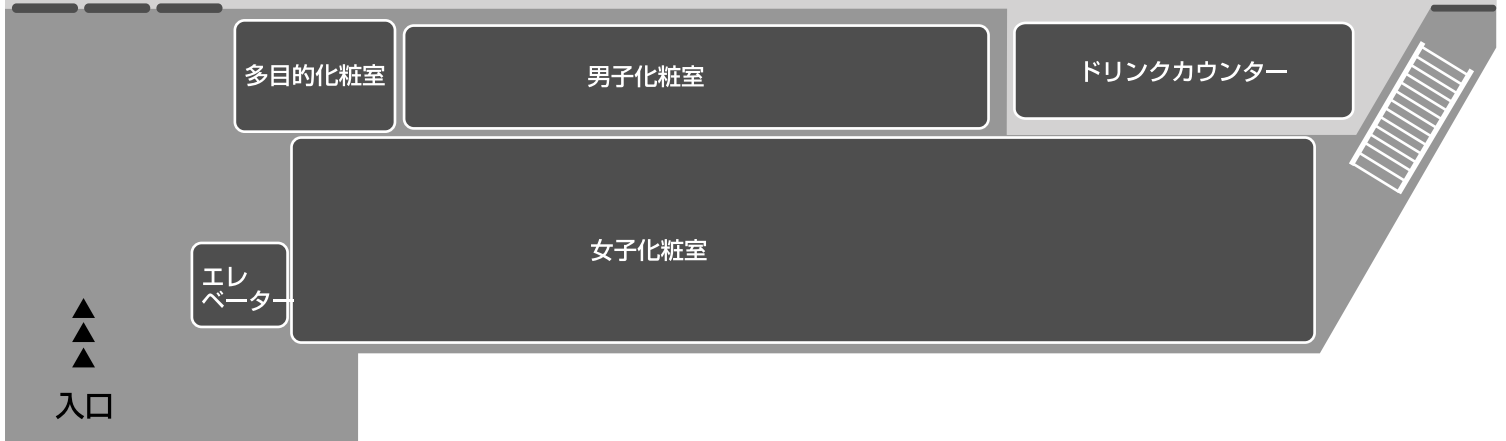 多目的化粧室
男子化粧室
ドリンクカウンター
女子化粧室
エレ
ベーター
▲
▲
▲
入口